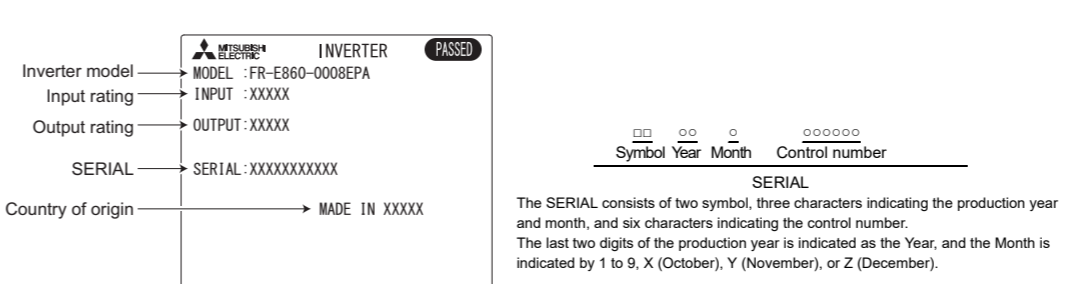 MITSUBISHI ELECTRIC INVERTER PASSED
Inverter model MODEL :FR-E860-0008EPA
Input rating INPUT :XXXXX
Output rating OUTPUT:XXXXX
SERIAL SERIAL:XXXXXXXXXXX
Country of origin MADE IN XXXXX
□□ ○○ ○ ○○○○○○
Symbol Year Month Control number
SERIAL
The SERIAL consists of two symbol, three characters indicating the production year
and month, and six characters indicating the control number.
The last two digits of the production year is indicated as the Year, and the Month is
indicated by 1 to 9, X (October), Y (November), or Z (December).